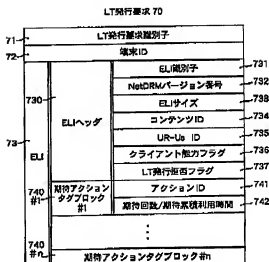 LT発行要求 70
71
LT発行要求識別子
72
端末ID
73
ELI
730
ELIヘッダ
ELI識別子
731
NetDRMバージョン番号
732
ELIサイズ
733
コンテンツID
734
UR-Us ID
735
クライアント能力フラグ
736
LT発行拒否フラグ
737
740
#1
期待アクション
タグブロック
#1
アクションID
741
期待回数/期待累積利用時間
742
740
#n
期待アクションタグブロック#n